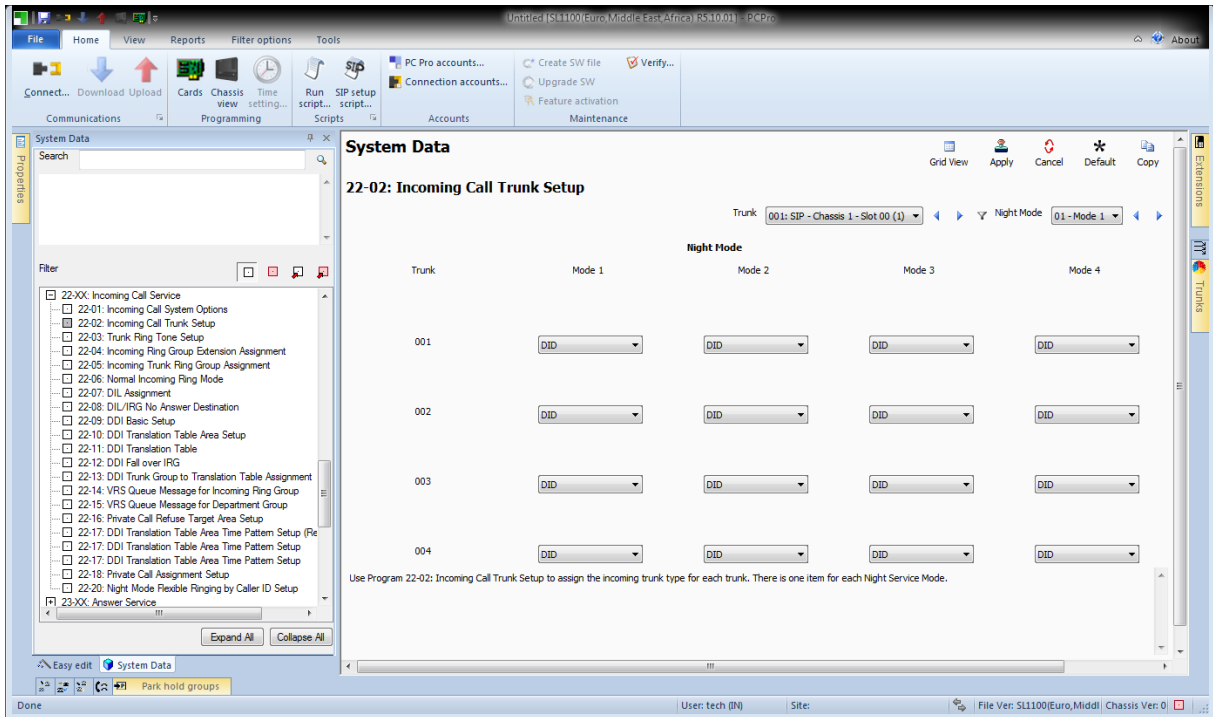 Untitled [SL1100(Euro,Middle East,Africa) R5.10.01] - PCPro
File Home View Reports Filter options Tools About
Connect... Download Upload
Communications
Cards Chassis view Time setting...
Programming
Run script... SIP setup script...
Scripts
PC Pro accounts...
Connection accounts...
Accounts
C+ Create SW file Verify...
Upgrade SW
Feature activation
Maintenance
Properties
System Data
Search
Filter
22-XX: Incoming Call Service
22-01: Incoming Call System Options
22-02: Incoming Call Trunk Setup
22-03: Trunk Ring Tone Setup
22-04: Incoming Ring Group Extension Assignment
22-05: Incoming Trunk Ring Group Assignment
22-06: Normal Incoming Ring Mode
22-07: DIL Assignment
22-08: DIL/IRG No Answer Destination
22-09: DDI Basic Setup
22-10: DDI Translation Table Area Setup
22-11: DDI Translation Table
22-12: DDI Fall over IRG
22-13: DDI Trunk Group to Translation Table Assignment
22-14: VRS Queue Message for Incoming Ring Group
22-15: VRS Queue Message for Department Group
22-16: Private Call Refuse Target Area Setup
22-17: DDI Translation Table Area Time Pattern Setup (Re
22-17: DDI Translation Table Area Time Pattern Setup
22-17: DDI Translation Table Area Time Pattern Setup
22-18: Private Call Assignment Setup
22-20: Night Mode Flexible Ringing by Caller ID Setup
23-XX: Answer Service
Expand All Collapse All
Easy edit System Data
Park hold groups
System Data
Grid View Apply Cancel Default Copy
22-02: Incoming Call Trunk Setup
Trunk 001: SIP - Chassis 1 - Slot 00 (1) Night Mode 01 - Mode 1
Night Mode
Trunk Mode 1 Mode 2 Mode 3 Mode 4
001 DID DID DID DID
002 DID DID DID DID
003 DID DID DID DID
004 DID DID DID DID
Use Program 22-02: Incoming Call Trunk Setup to assign the incoming trunk type for each trunk. There is one item for each Night Service Mode.
Extensions
Trunks
Done User: tech (IN) Site: File Ver: SL1100(Euro,Middl Chassis Ver: 0